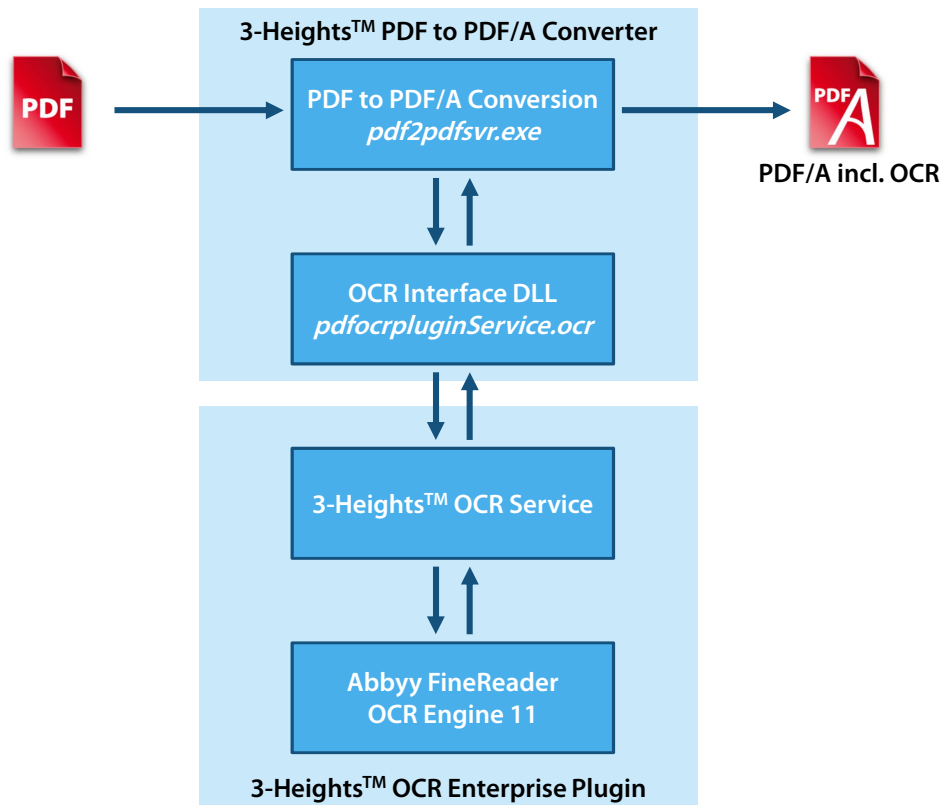 3-Heights™ PDF to PDF/A Converter
PDF
PDF to PDF/A Conversion
pdf2pdfsvr.exe
PDF
A
PDF/A incl. OCR
OCR Interface DLL
pdfocrpluginService.ocr
3-Heights™ OCR Service
Abbyy FineReader
OCR Engine 11
3-Heights™ OCR Enterprise Plugin